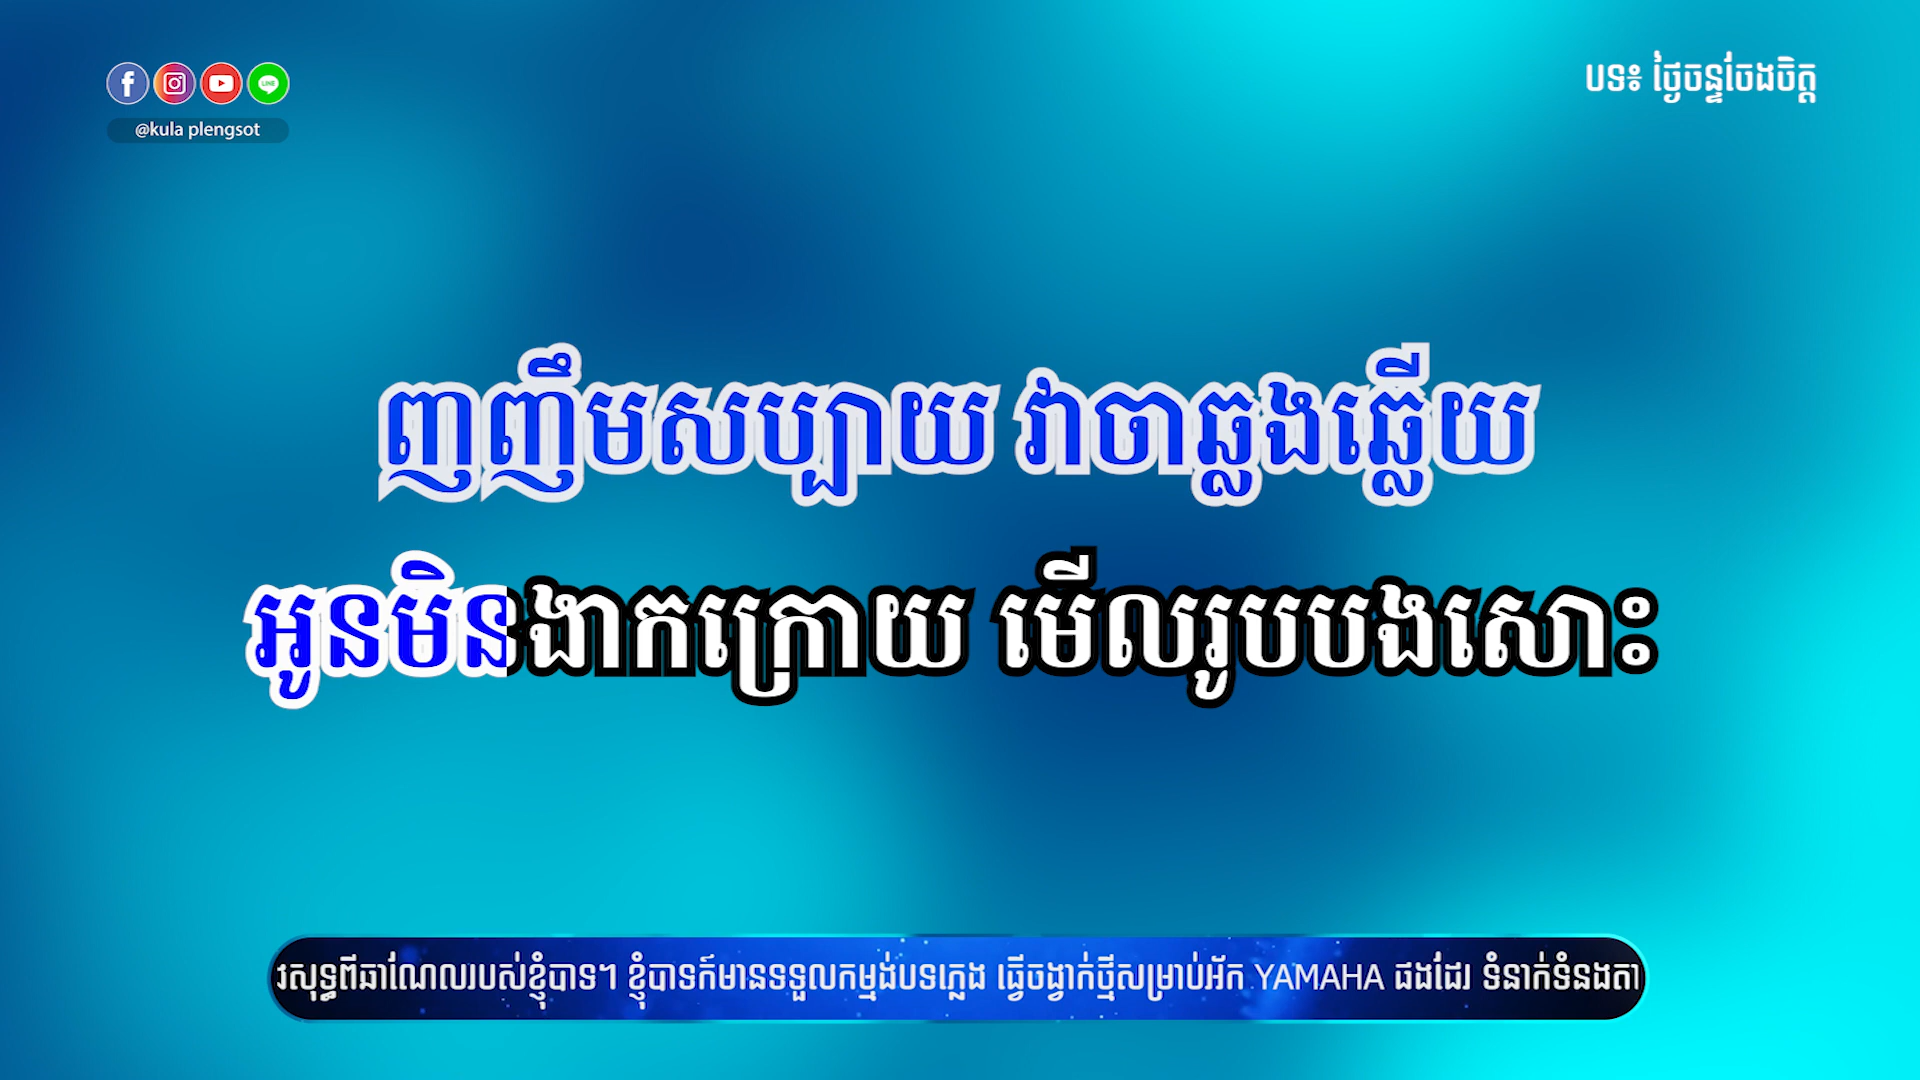 បទ៖ ថ្ងៃចន្ទចែងចិត្ត
@kula plengsot
ញញឹមសប្បាយ វាចាឆ្លងឆ្លើយ
អូនមិនងាកក្រោយ មើលរូបបងសោះ
រសុទ្ធពីឆាណែលរបស់ខ្ញុំបាទ។ ខ្ញុំបាទក៍មានទទួលកម្មង់បទភ្លេង ធ្វើចង្វាក់ថ្មីសម្រាប់អ័ក YAMAHA ផងដែរ ទំនាក់ទំនងតា